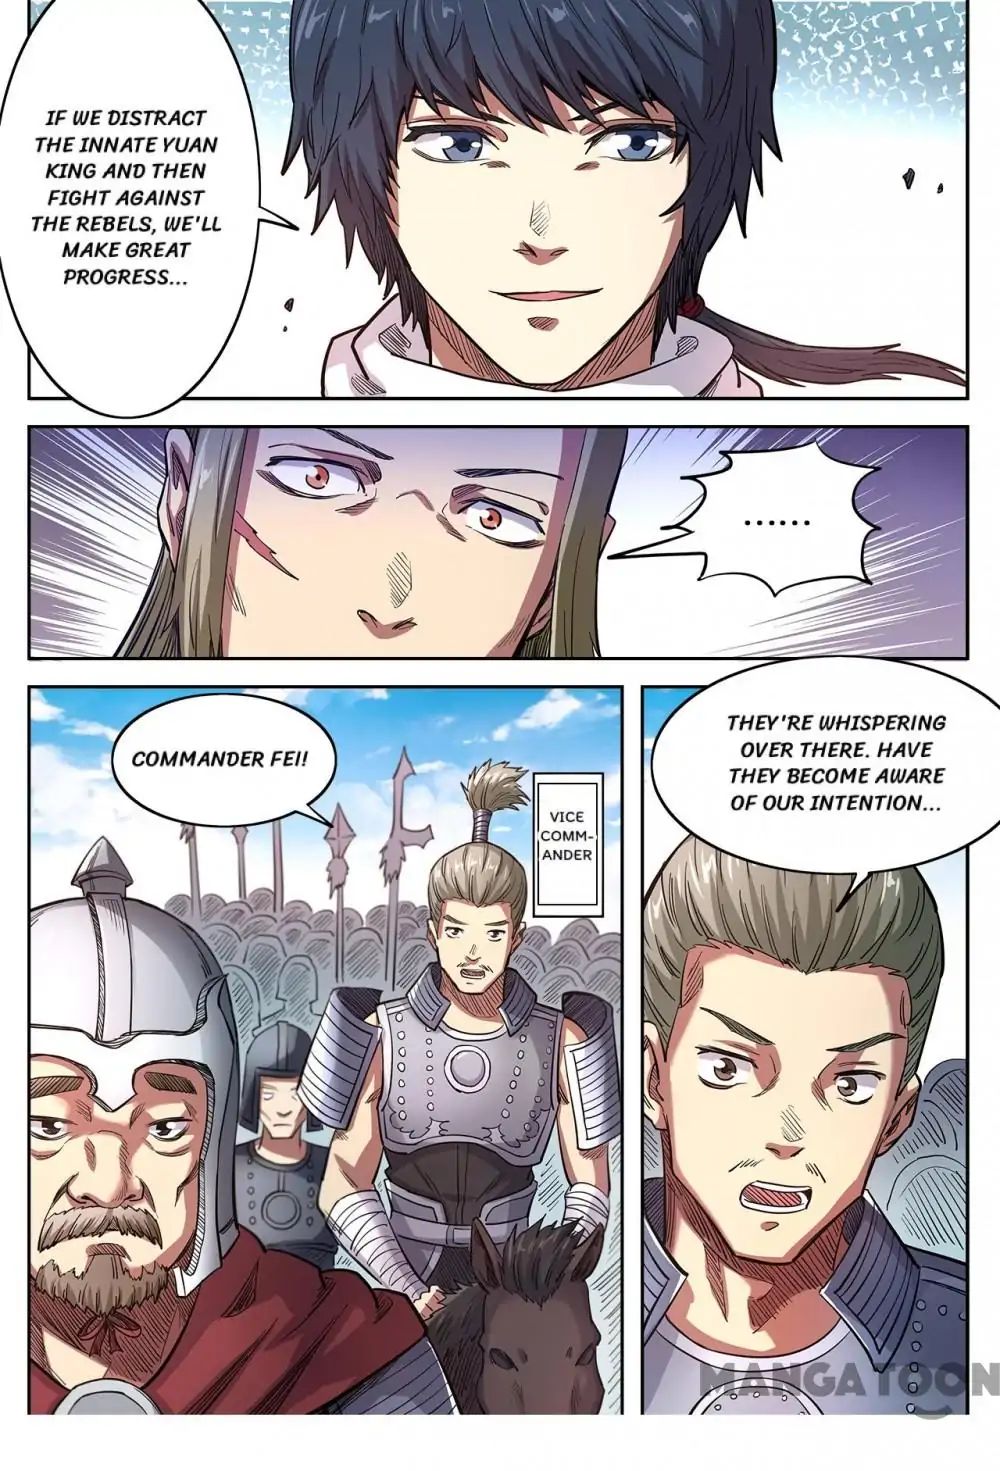 IF WE DISTRACT
THE INNATE YUAN
KING AND THEN
FIGHT AGAINST
THE REBELS, WE'LL
MAKE GREAT
PROGRESS...
......
COMMANDER FEI!
VICE
COMM-
ANDER
THEY'RE WHISPERING
OVER THERE. HAVE
THEY BECOME AWARE
OF OUR INTENTION...
MANGATOON